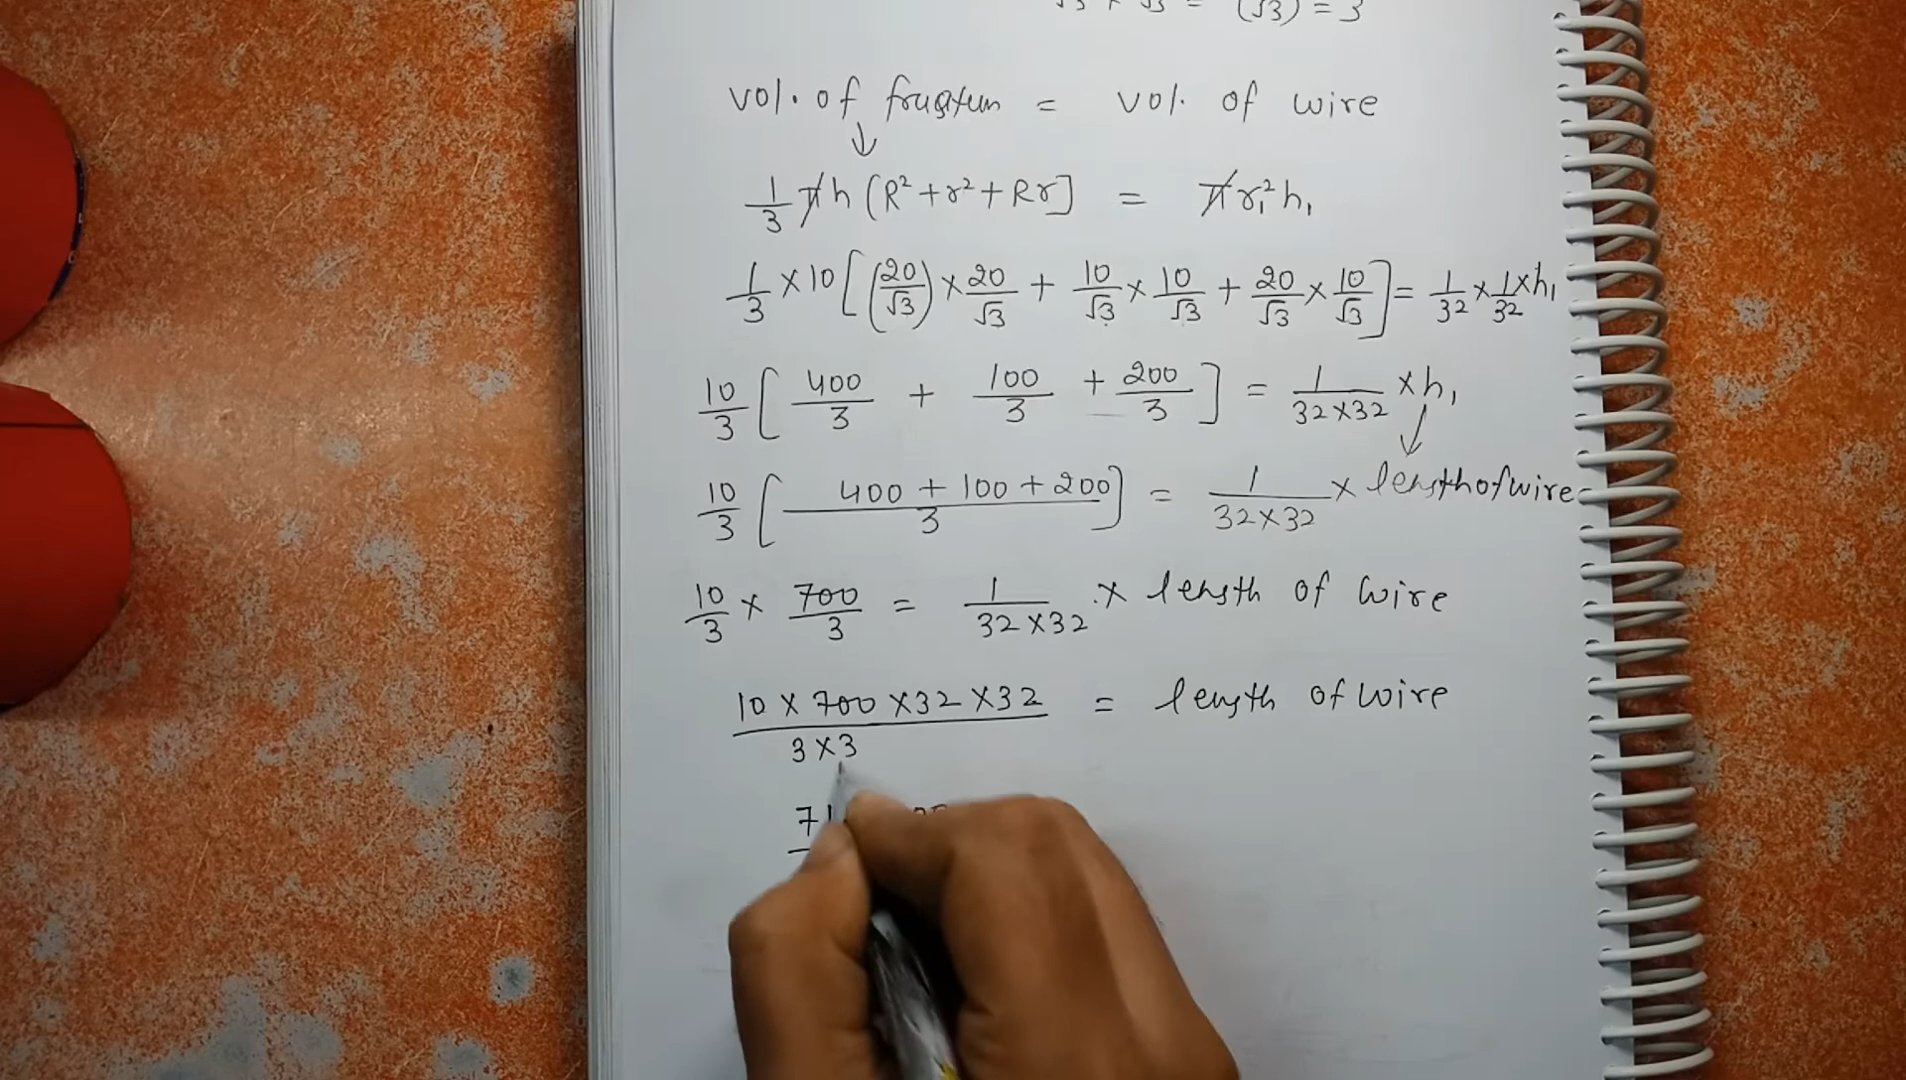 (√3) = 3
vol. of frustum = vol. of wire
↓
1/3 πh (R² + r² + Rr] = πr₁²h₁
1/3 × 10 [(20/√3) × 20/√3 + 10/√3 × 10/√3 + 20/√3 × 10/√3] = 1/32 × 1/32 × h₁
10/3 [400/3 + 100/3 + 200/3] = 1/32×32 × h₁
10/3 [400 + 100 + 200/3] = 1/32×32 × length of wire
10/3 × 700/3 = 1/32×32 × length of wire
10 × 700 × 32 × 32/3 × 3 = length of wire